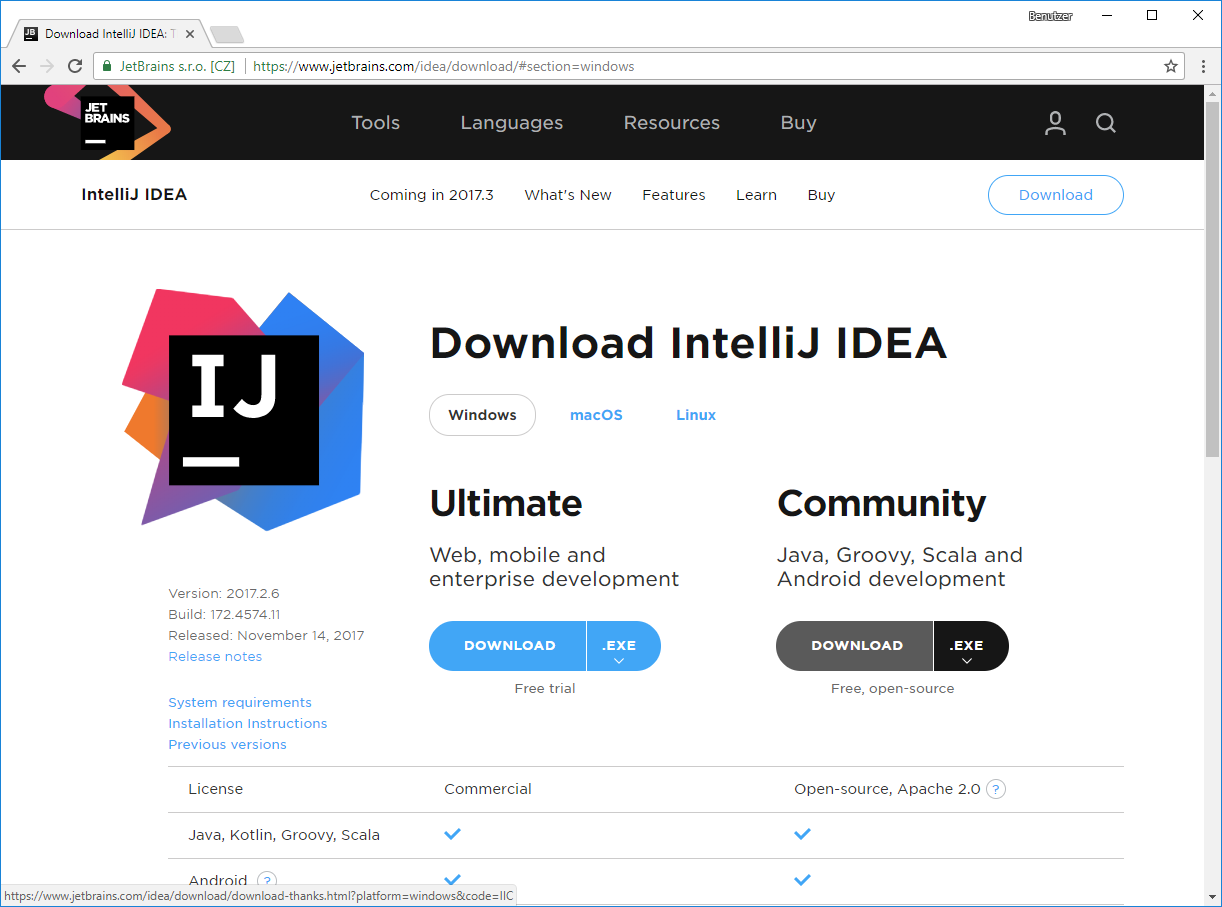 Benutzer
JB
Download IntelliJ IDEA: T
JetBrains s.r.o. [CZ]
https://www.jetbrains.com/idea/download/#section=windows
JET
BRAINS
Tools
Languages
Resources
Buy
IntelliJ IDEA
Coming in 2017.3
What's New
Features
Learn
Buy
Download
IJ
Download IntelliJ IDEA
Windows
macOS
Linux
Ultimate
Web, mobile and
enterprise development
DOWNLOAD
.EXE
Free trial
Community
Java, Groovy, Scala and
Android development
DOWNLOAD
.EXE
Free, open-source
Version: 2017.2.6
Build: 172.4574.11
Released: November 14, 2017
Release notes
System requirements
Installation Instructions
Previous versions
License
Commercial
Open-source, Apache 2.0 ?
Java, Kotlin, Groovy, Scala
Android ?
https://www.jetbrains.com/idea/download/download-thanks.html?platform=windows&code=IIC